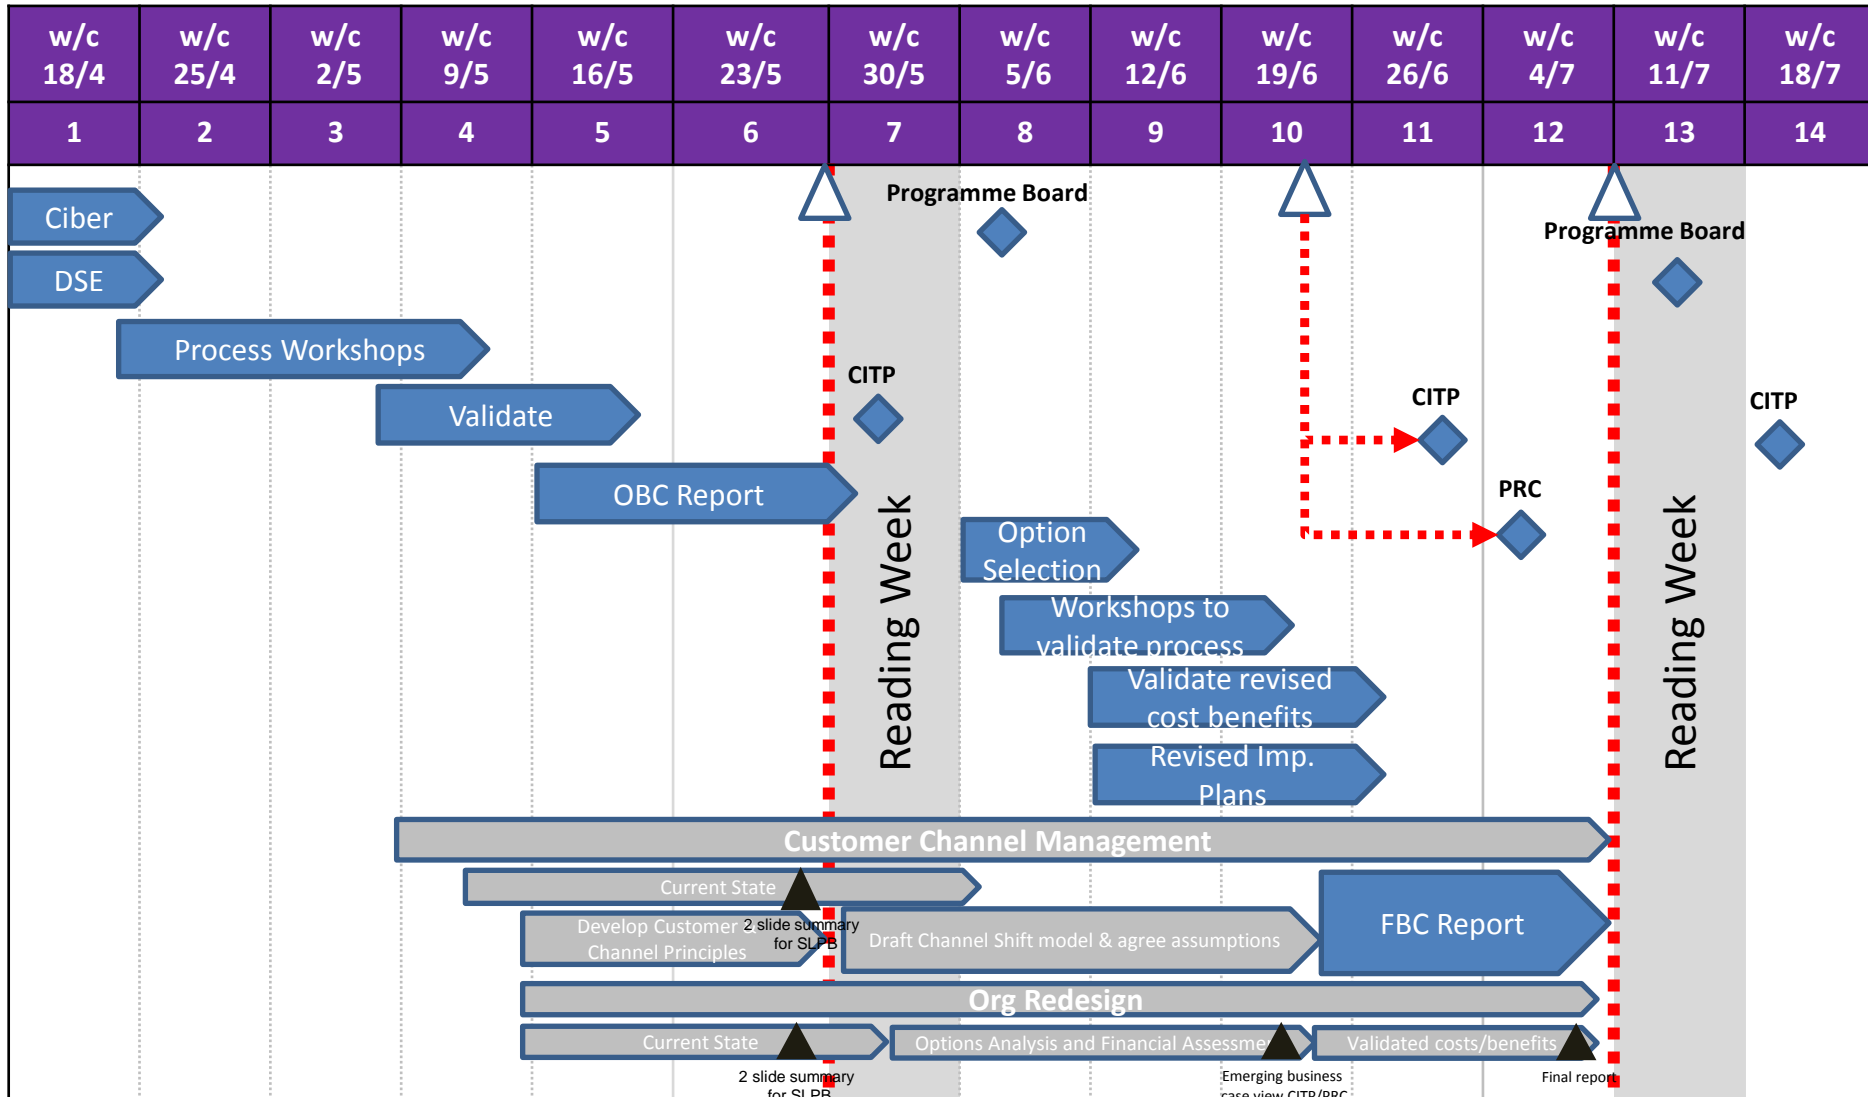 w/c w/c w/c w/c w/c w/c w/c w/c w/c w/c w/c w/c w/c w/c
18/4 25/4 2/5 9/5 16/5 23/5 30/5 5/6 12/6 19/6 26/6 4/7 11/7 18/7
1 2 3 4 5 6 7 8 9 10 11 12 13 14
Ciber
Programme Board
Programme Board
DSE
Process Workshops
CITP
CITP
CITP
Validate
OBC Report
PRC
Reading Week
Reading Week
Option
Selection
Workshops to
validate process
Validate revised
cost benefits
Revised Imp.
Plans
Customer Channel Management
Current State
2 slide summary
for SLPB
Develop Customer &
Channel Principles
Draft Channel Shift model & agree assumptions
FBC Report
Org Redesign
Current State
Options Analysis and Financial Assessme
Validated costs/benefits
2 slide summary
for SLPB
Emerging business
case view CITP/PRC
Final report